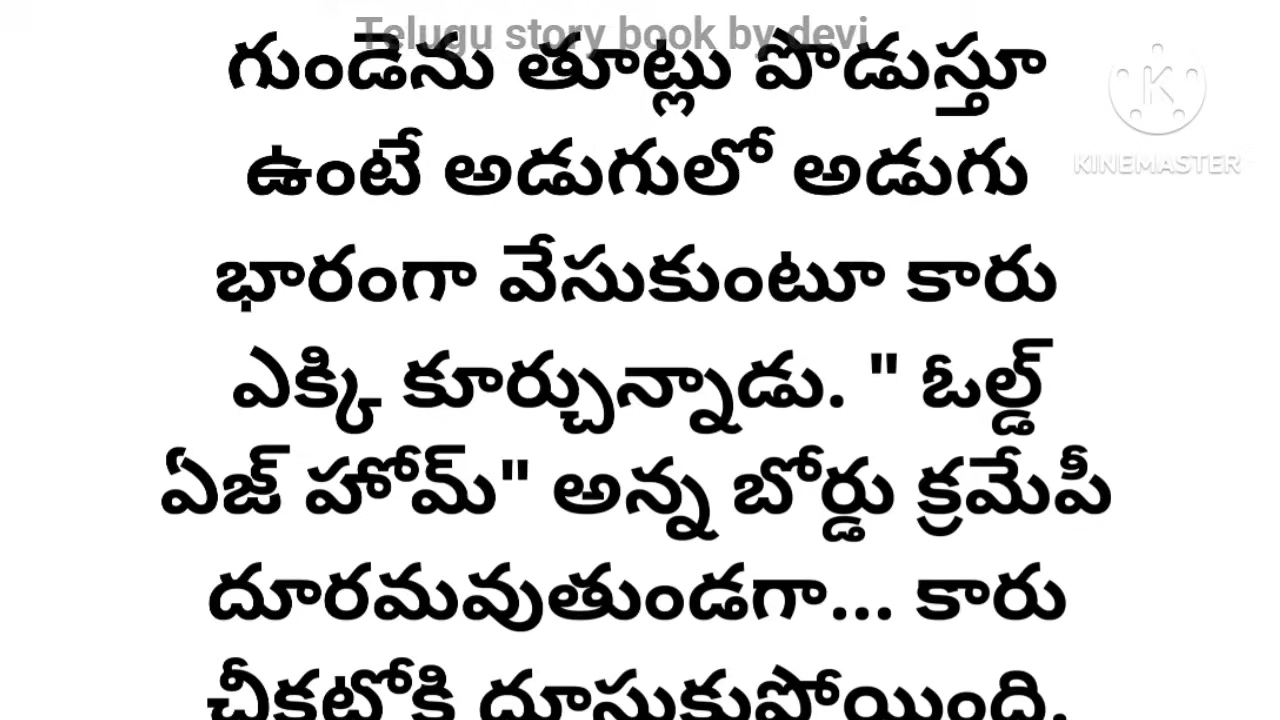 Telugu story book by devi
గుండెను తూట్లు పొడుస్తూ
ఉంటే అడుగులో అడుగు
భారంగా వేసుకుంటూ కారు
ఎక్కి కూర్చున్నాడు. " ఓల్డ్
ఏజ్ హోమ్" అన్న బోర్డు క్రమేపీ
దూరమవుతుండగా... కారు
చీకట్లోకి దూసుకుపోయింది.
K
KINEMASTER